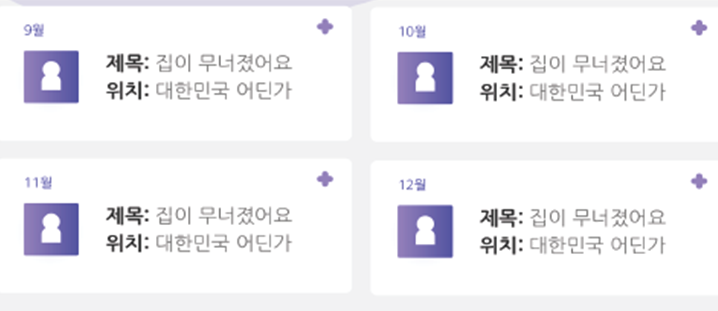 9월
제목: 집이 무너졌어요
위치: 대한민국 어딘가
10월
제목: 집이 무너졌어요
위치: 대한민국 어딘가
11월
제목: 집이 무너졌어요
위치: 대한민국 어딘가
12월
제목: 집이 무너졌어요
위치: 대한민국 어딘가